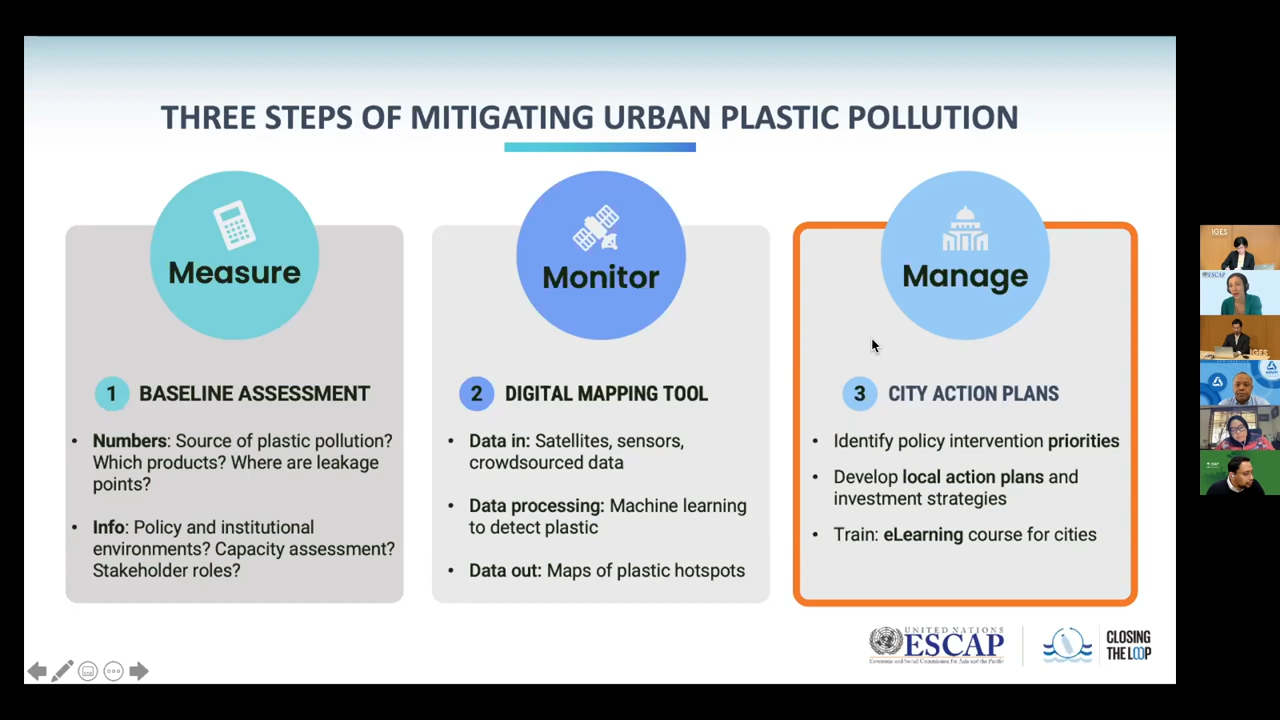 THREE STEPS OF MITIGATING URBAN PLASTIC POLLUTION
Measure
1 BASELINE ASSESSMENT
• Numbers: Source of plastic pollution?
Which products? Where are leakage
points?
• Info: Policy and institutional
environments? Capacity assessment?
Stakeholder roles?
Monitor
2 DIGITAL MAPPING TOOL
• Data in: Satellites, sensors,
crowdsourced data
• Data processing: Machine learning
to detect plastic
• Data out: Maps of plastic hotspots
Manage
3 CITY ACTION PLANS
• Identify policy intervention priorities
• Develop local action plans and
investment strategies
• Train: eLearning course for cities
UNITED NATIONS
ESCAP
Economic and Social Commission for Asia and the Pacific
CLOSING
THE LOOP
IGES
ESCAP
IGES